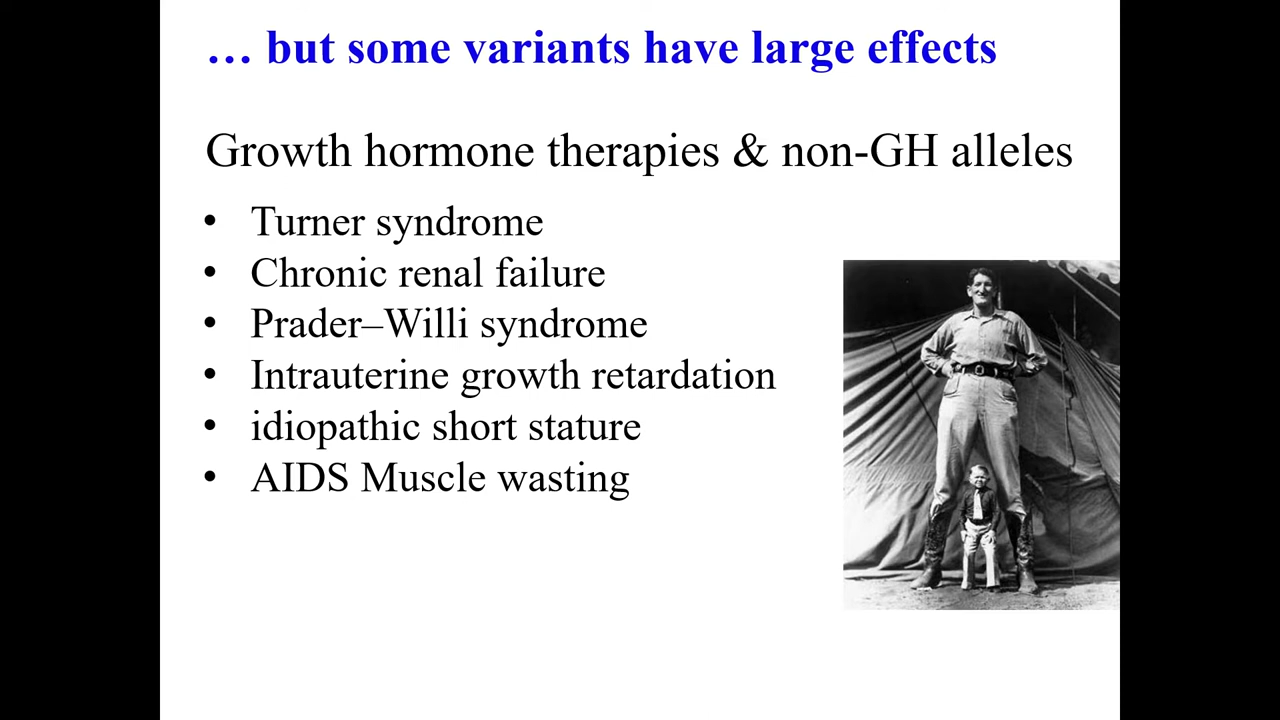 … but some variants have large effects
Growth hormone therapies & non-GH alleles
• Turner syndrome
• Chronic renal failure
• Prader–Willi syndrome
• Intrauterine growth retardation
• idiopathic short stature
• AIDS Muscle wasting